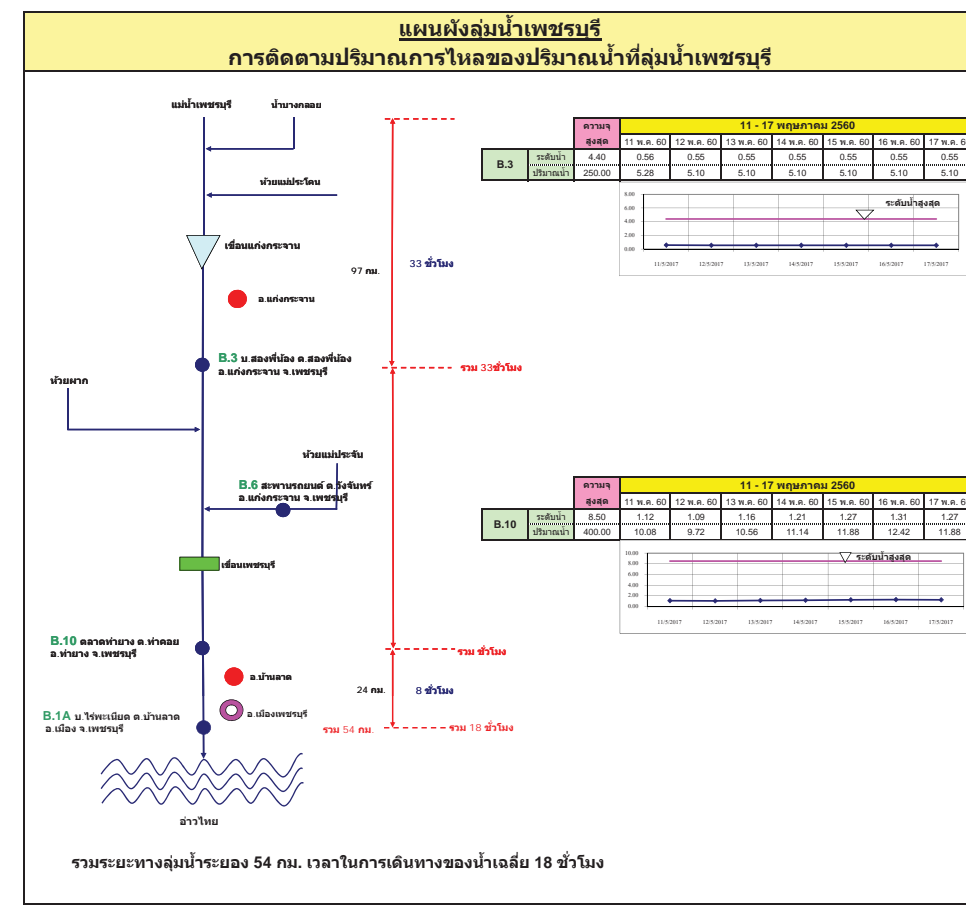 แผนผังลุ่มน้ำเพชรบุรี
การติดตามปริมาณการไหลของปริมาณน้ำที่ลุ่มน้ำเพชรบุรี
แม่น้ำเพชรบุรี น้ำบางกลอย
ห้วยแม่ประโดน
เขื่อนแก่งกระจาน
97 กม. 33 ชั่วโมง
อ.แก่งกระจาน
B.3 บ.สองพี่น้อง ต.สองพี่น้อง
อ.แก่งกระจาน จ.เพชรบุรี
รวม 33ชั่วโมง
ห้วยผาก
ห้วยแม่ประจัน
B.6 สะพานรถยนต์ ต.วังจันทร์
อ.แก่งกระจาน จ.เพชรบุรี
เขื่อนเพชรบุรี
B.10 ตลาดท่ายาง ต.ท่าคอย
อ.ท่ายาง จ.เพชรบุรี
รวม ชั่วโมง
อ.บ้านลาด
24 กม. 8 ชั่วโมง
อ.เมืองเพชรบุรี
B.1A บ.ไร่พะเนียด ต.บ้านลาด
อ.เมือง จ.เพชรบุรี
รวม 54 กม. รวม 18 ชั่วโมง
อ่าวไทย
รวมระยะทางลุ่มน้ำระยอง 54 กม. เวลาในการเดินทางของน้ำเฉลี่ย 18 ชั่วโมง
ความจุ 11 - 17 พฤษภาคม 2560
สูงสุด 11 พ.ค. 60 12 พ.ค. 60 13 พ.ค. 60 14 พ.ค. 60 15 พ.ค. 60 16 พ.ค. 60 17 พ.ค. 6
B.3 ระดับน้ำ 4.40 0.56 0.55 0.55 0.55 0.55 0.55 0.55
ปริมาณน้ำ 250.00 5.28 5.10 5.10 5.10 5.10 5.10 5.10
8.00
6.00
4.00
2.00
0.00
ระดับน้ำสูงสุด
11/5/2017 12/5/2017 13/5/2017 14/5/2017 15/5/2017 16/5/2017 17/5/2017
ความจุ 11 - 17 พฤษภาคม 2560
สูงสุด 11 พ.ค. 60 12 พ.ค. 60 13 พ.ค. 60 14 พ.ค. 60 15 พ.ค. 60 16 พ.ค. 60 17 พ.ค. 6
B.10 ระดับน้ำ 8.50 1.12 1.09 1.16 1.21 1.27 1.31 1.27
ปริมาณน้ำ 400.00 10.08 9.72 10.56 11.14 11.88 12.42 11.88
10.00
8.00
6.00
4.00
2.00
0.00
ระดับน้ำสูงสุด
11/5/2017 12/5/2017 13/5/2017 14/5/2017 15/5/2017 16/5/2017 17/5/2017